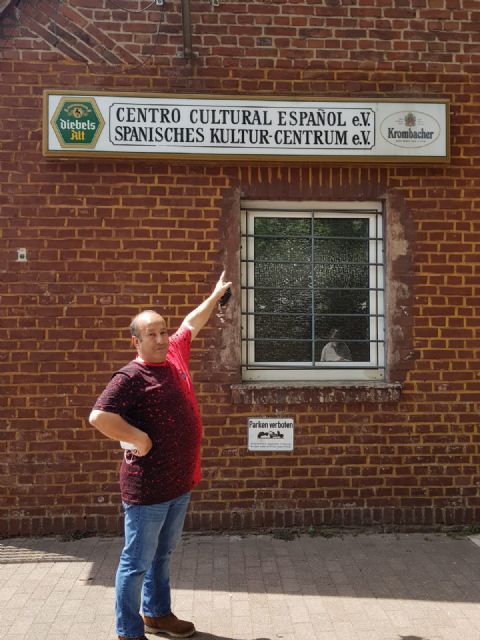 diebels
Alt
CENTRO CULTURAL ESPAÑOL e.V.
SPANISCHES KULTUR-CENTRUM e.V.
Krombacher
Parken verboten